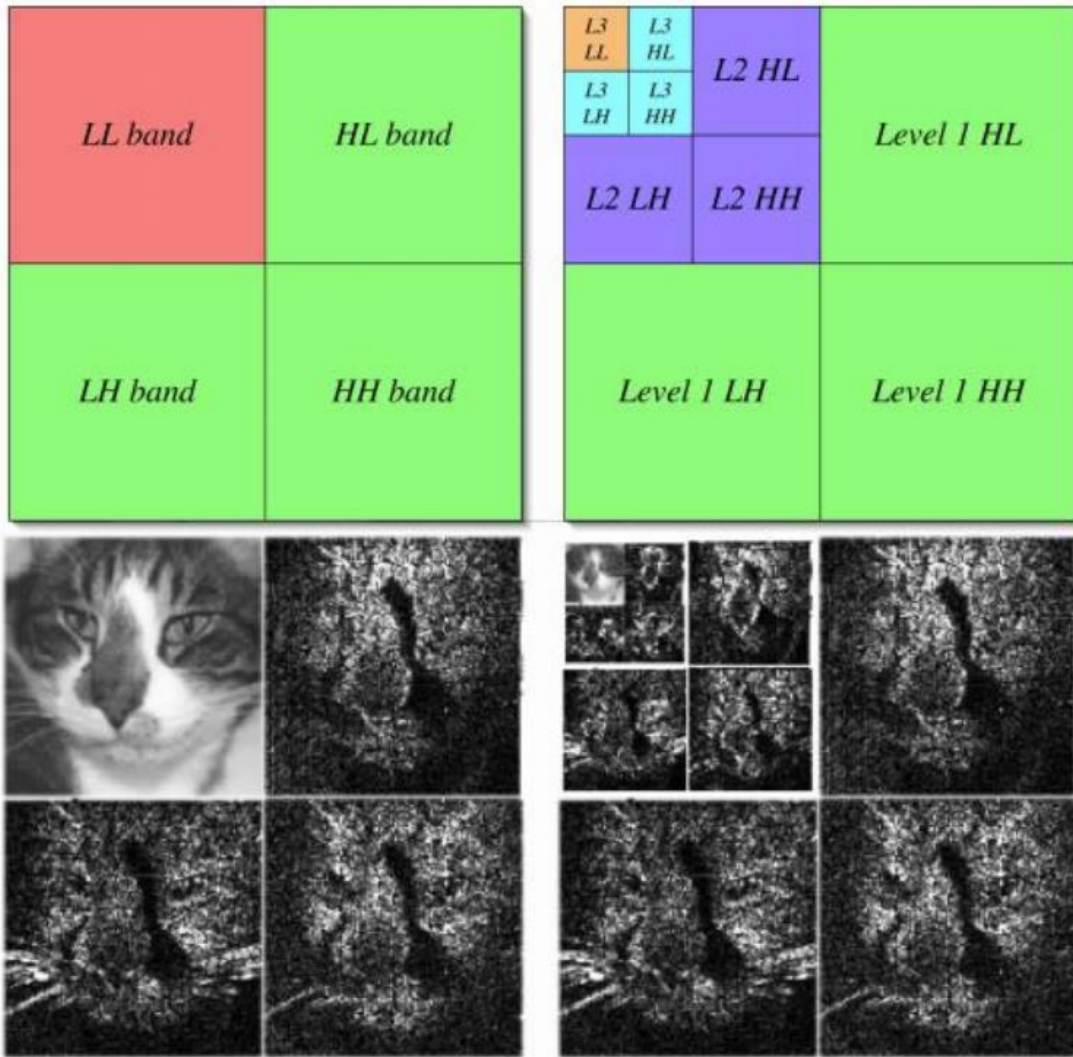 LL band
HL band
LH band
HH band
L3
LL
L3
HL
L3
LH
L3
HH
L2 HL
L2 LH
L2 HH
Level 1 HL
Level 1 LH
Level 1 HH